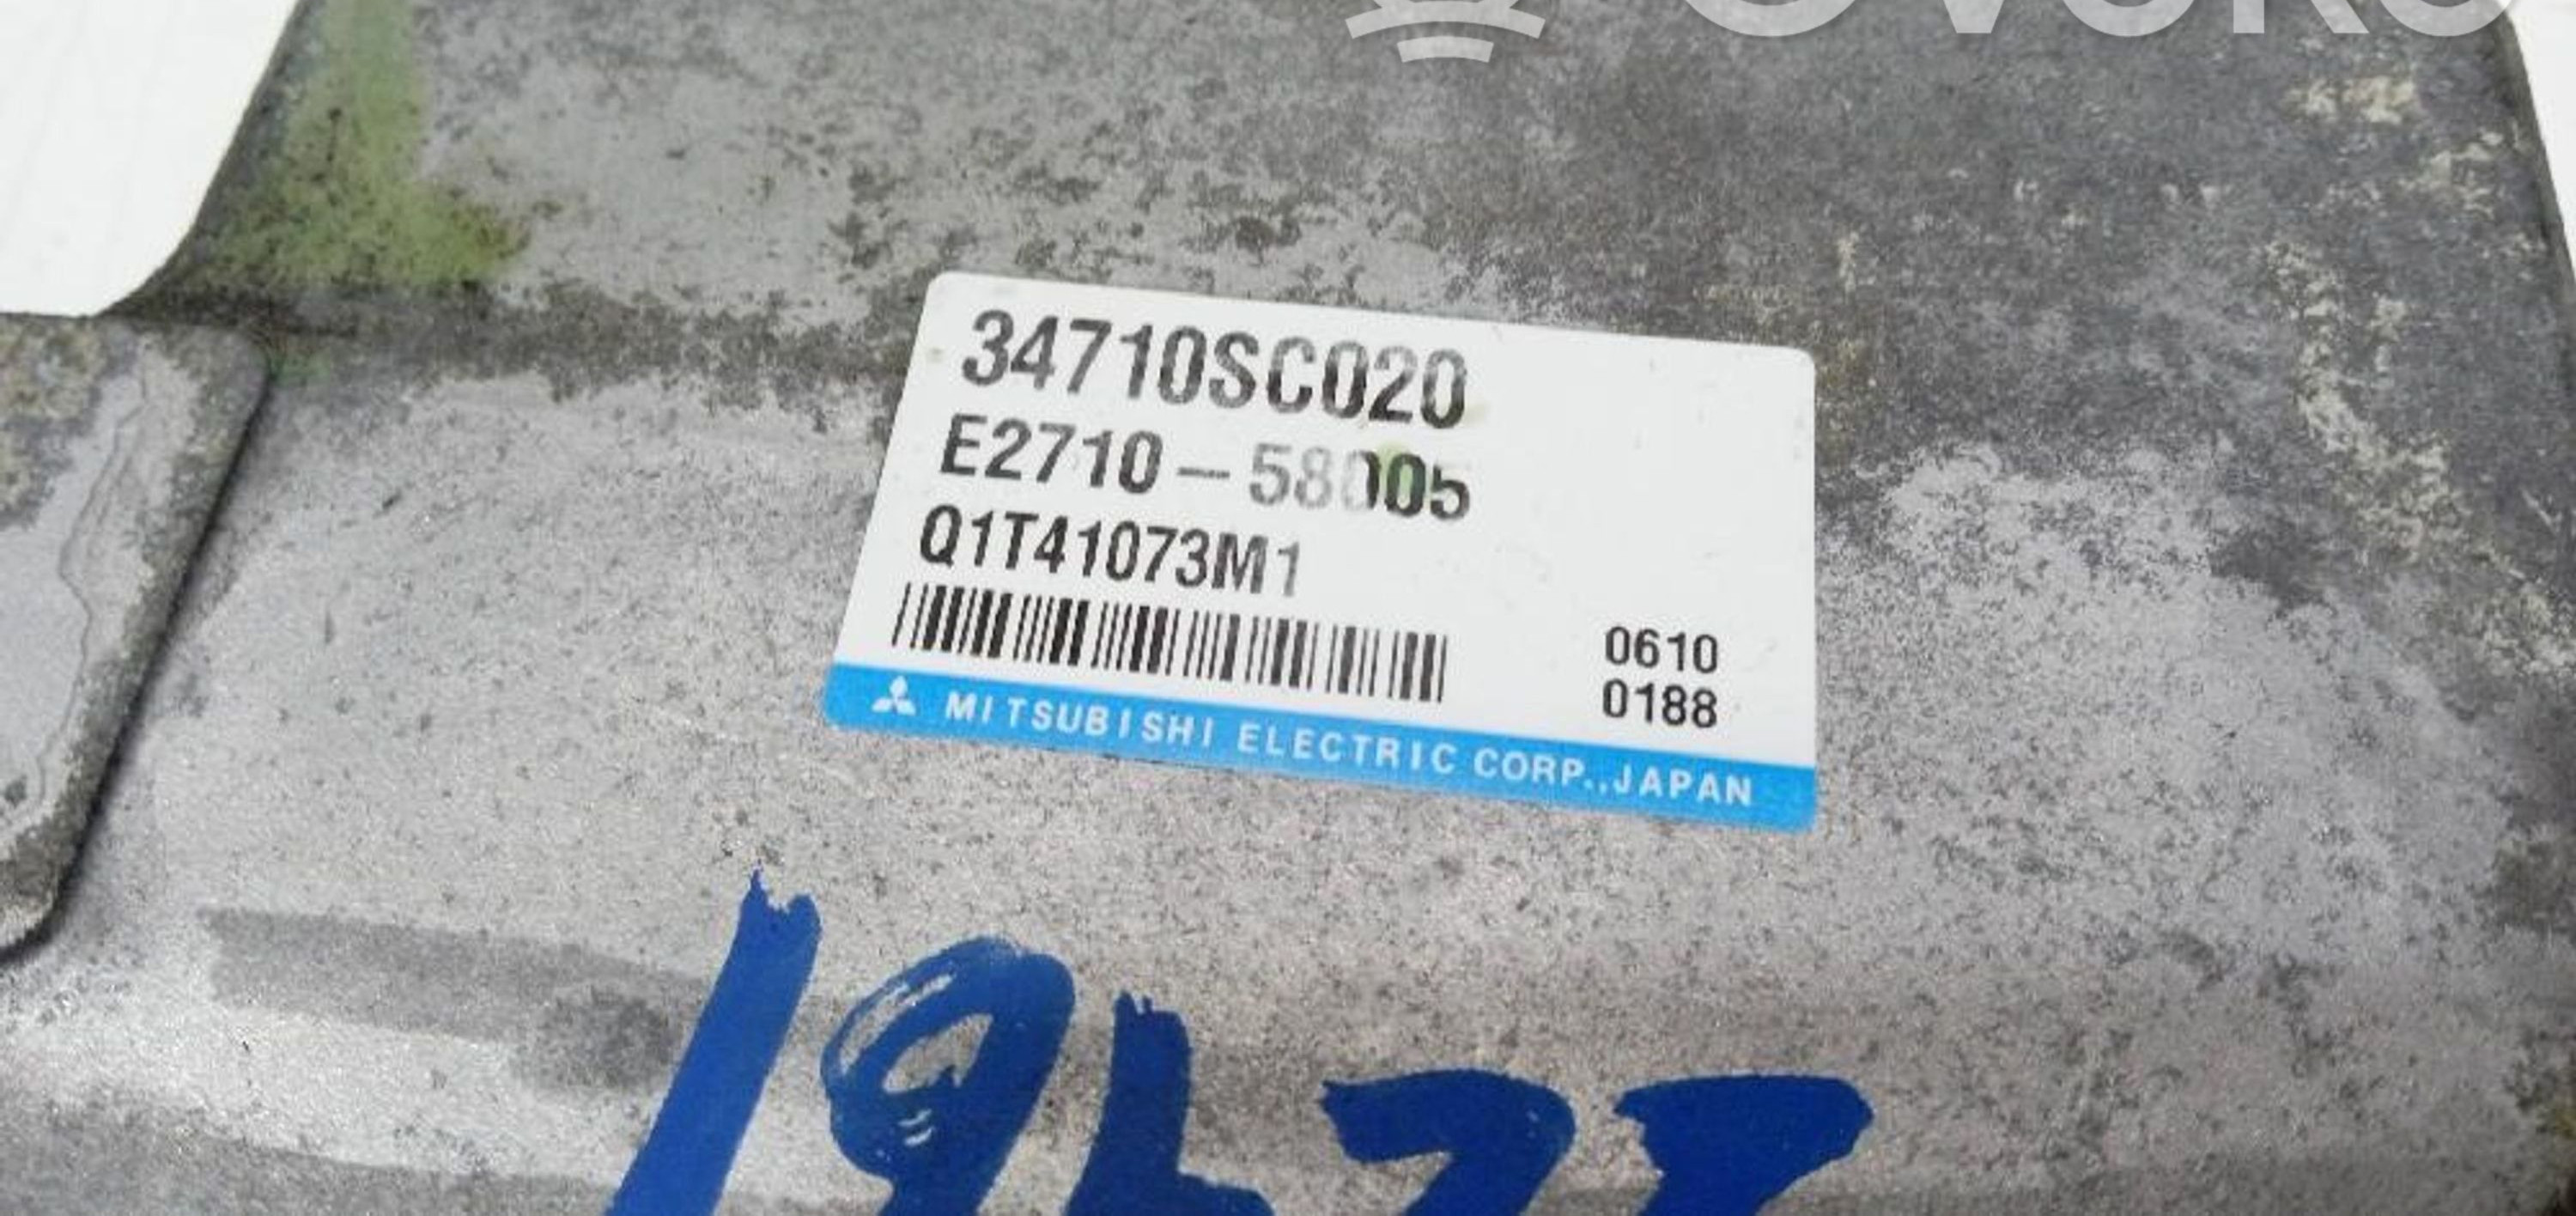 34710SC020
E2710-58005
Q1T41073M1
0610
0188
MITSUBISHI ELECTRIC CORP.,JAPAN